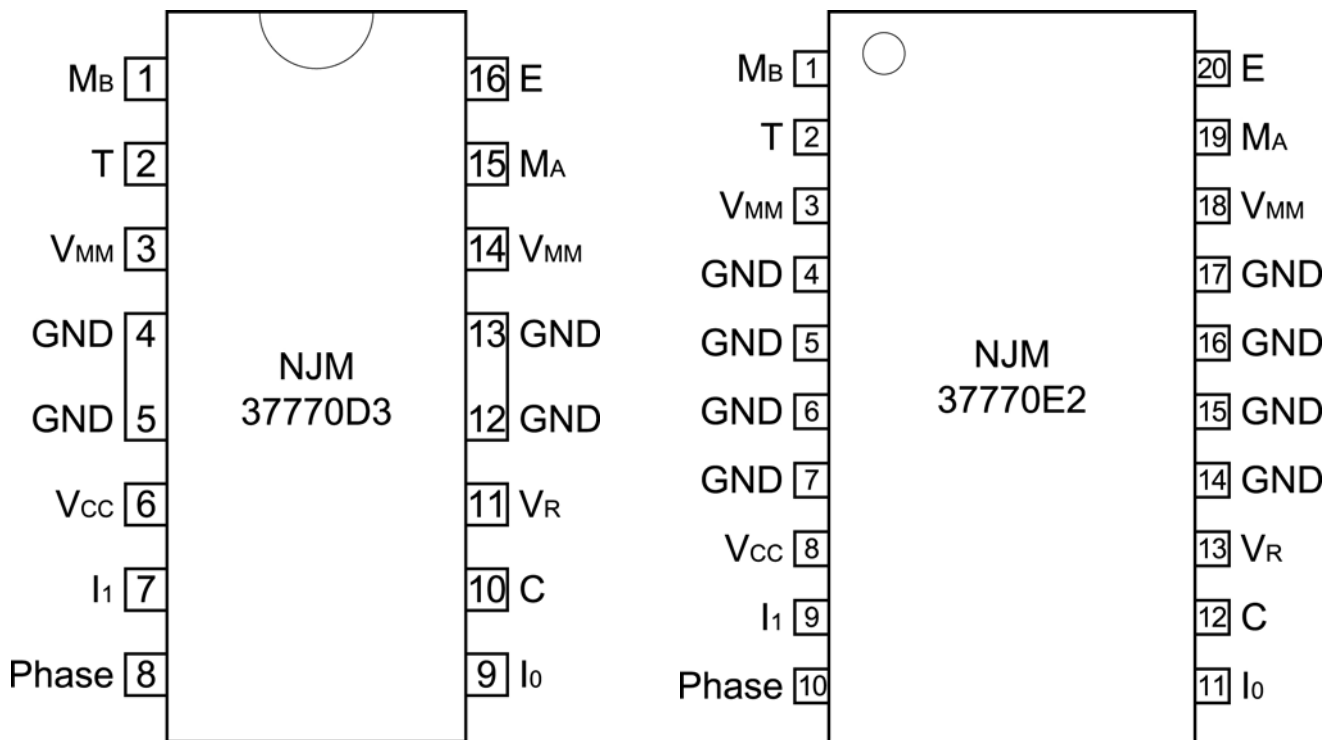 MB 1 16 E
T 2 15 MA
VMM 3 14 VMM
GND 4 13 GND
NJM
37770D3
GND 5 12 GND
VCC 6 11 VR
I1 7 10 C
Phase 8 9 I0
MB 1 20 E
T 2 19 MA
VMM 3 18 VMM
GND 4 17 GND
GND 5 16 GND
NJM
37770E2
GND 6 15 GND
GND 7 14 GND
VCC 8 13 VR
I1 9 12 C
Phase 10 11 I0